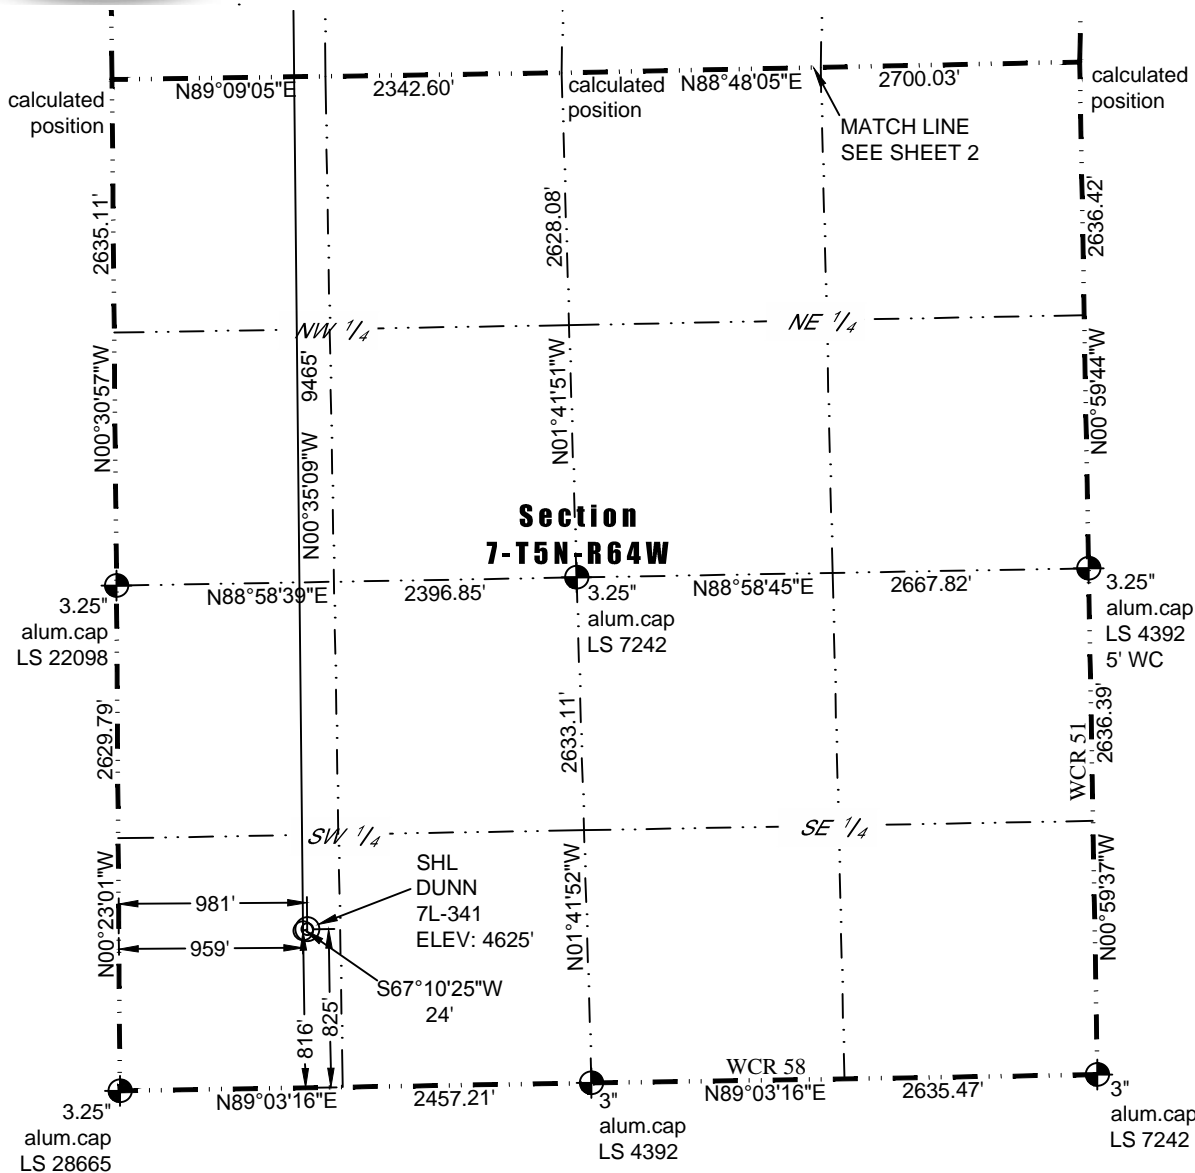 N89°09'05"E
2342.60'
N88°48'05"E
2700.03'
calculated
position
calculated
position
calculated
position
MATCH LINE
SEE SHEET 2
2635.11'
2628.08'
2636.42'
NW 1/4
NE 1/4
9465'
N00°30'57"W
N00°35'09"W
N01°41'51"W
N00°59'44"W
Section
7-T5N-R64W
N88°58'39"E
2396.85'
N88°58'45"E
2667.82'
3.25"
alum.cap
LS 22098
3.25"
alum.cap
LS 7242
3.25"
alum.cap
LS 4392
5' WC
2629.79'
2633.11'
WCR 51
2636.39'
SW 1/4
SE 1/4
N00°23'01"W
981'
959'
SHL
DUNN
7L-341
ELEV: 4625'
S67°10'25"W
24'
816'
825'
N01°41'52"W
N00°59'37"W
N89°03'16"E
2457.21'
WCR 58
N89°03'16"E
2635.47'
3.25"
alum.cap
LS 28665
3"
alum.cap
LS 4392
3"
alum.cap
LS 7242